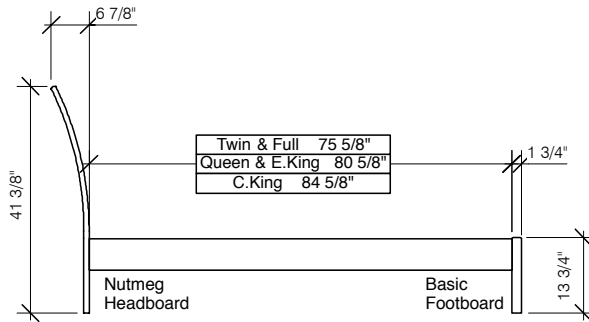 6 7/8"
Twin & Full 75 5/8"
Queen & E.King 80 5/8"
C.King 84 5/8"
1 3/4"
41 3/8"
Nutmeg
Headboard
Basic
Footboard
13 3/4"